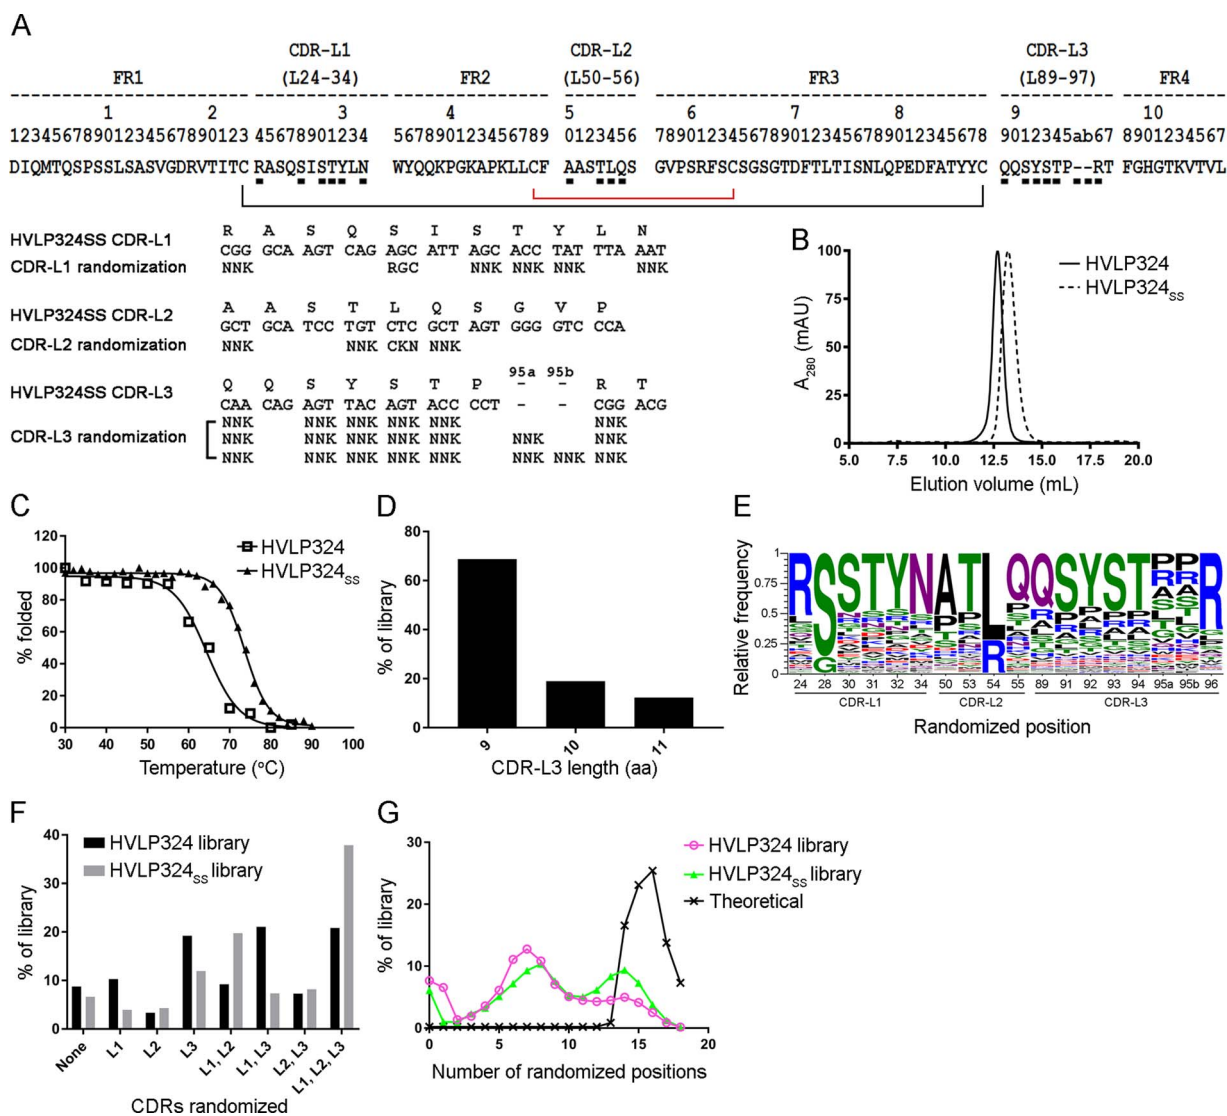 A
CDR-L1 CDR-L2 CDR-L3
FR1 (L24-34) FR2 (L50-56) FR3 (L89-97) FR4
1 2 3 4 5 6 7 8 9 10
12345678901234567890123 45678901234 567890123456789 0123456 78901234567890123456789012345678 9012345ab67 8901234567
DIQMTQSPSSLSASVGDRVTITC RASQSISTYLN WYQQKPGKAPKLLCF AASTLQS GVPSRFSCSGSGTDFTLTISNLQPEDFATYYC QQSYSTP--RT FGHGTKVTVL
R A S Q S I S T Y L N
HVLP324SS CDR-L1
CGG GCA AGT CAG AGC ATT AGC ACC TAT TTA AAT
CDR-L1 randomization NNK RGC NNK NNK NNK NNK
A A S T L Q S G V P
HVLP324SS CDR-L2
GCT GCA TCC TGT CTC GCT AGT GGG GTC CCA
CDR-L2 randomization NNK NNK CKN NNK
95a 95b
Q Q S Y S T P - - R T
HVLP324SS CDR-L3
CAA CAG AGT TAC AGT ACC CCT - - CGG ACG
NNK NNK NNK NNK NNK NNK
CDR-L3 randomization NNK NNK NNK NNK NNK NNK NNK
NNK NNK NNK NNK NNK NNK NNK NNK
B
HVLP324
HVLP324SS
A280 (mAU)
100
75
50
25
0
5.0 7.5 10.0 12.5 15.0 17.5 20.0
Elution volume (mL)
C
HVLP324
HVLP324SS
% folded
120
100
80
60
40
20
0
30 40 50 60 70 80 90 100
Temperature (°C)
D
% of library
80
60
40
20
0
9 10 11
CDR-L3 length (aa)
E
Relative frequency
1
0.75
0.5
0.25
0
R S S T Y N A T L Q Q S Y S T P P R
24 28 30 31 32 34 50 53 54 55 89 91 92 93 94 95a 95b 96
CDR-L1 CDR-L2 CDR-L3
Randomized position
F
HVLP324 library
HVLP324SS library
% of library
40
30
20
10
0
None L1 L2 L3 L1, L2 L1, L3 L2, L3 L1, L2, L3
CDRs randomized
G
HVLP324 library
HVLP324SS library
Theoretical
% of library
30
20
10
0
0 5 10 15 20
Number of randomized positions